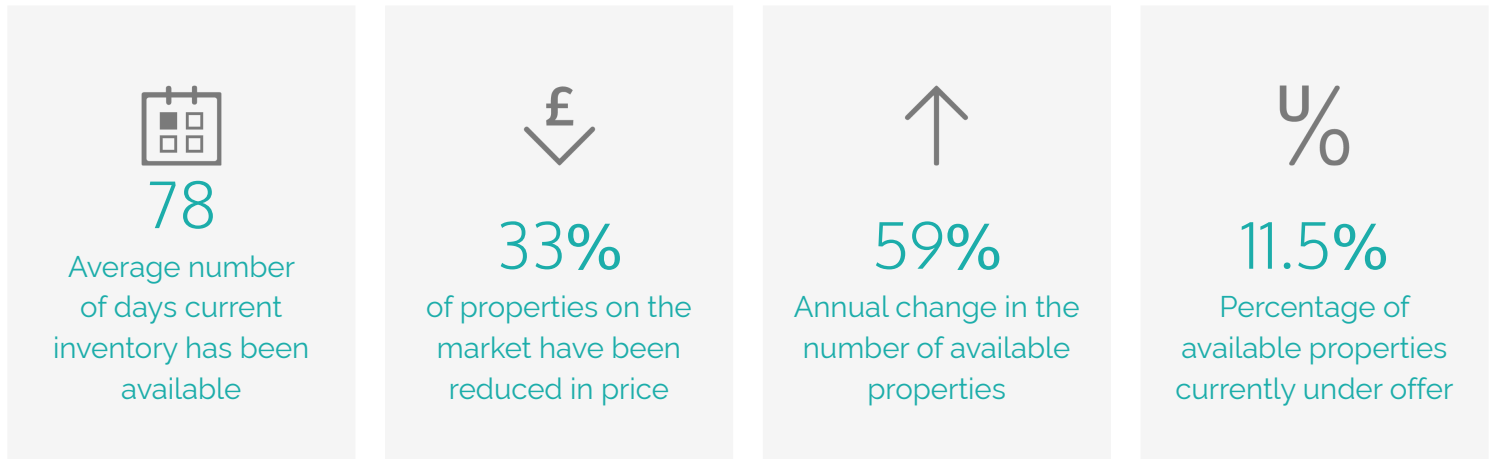 78
Average number
of days current
inventory has been
available
£
33%
of properties on the
market have been
reduced in price
59%
Annual change in the
number of available
properties
U/O
11.5%
Percentage of
available properties
currently under offer